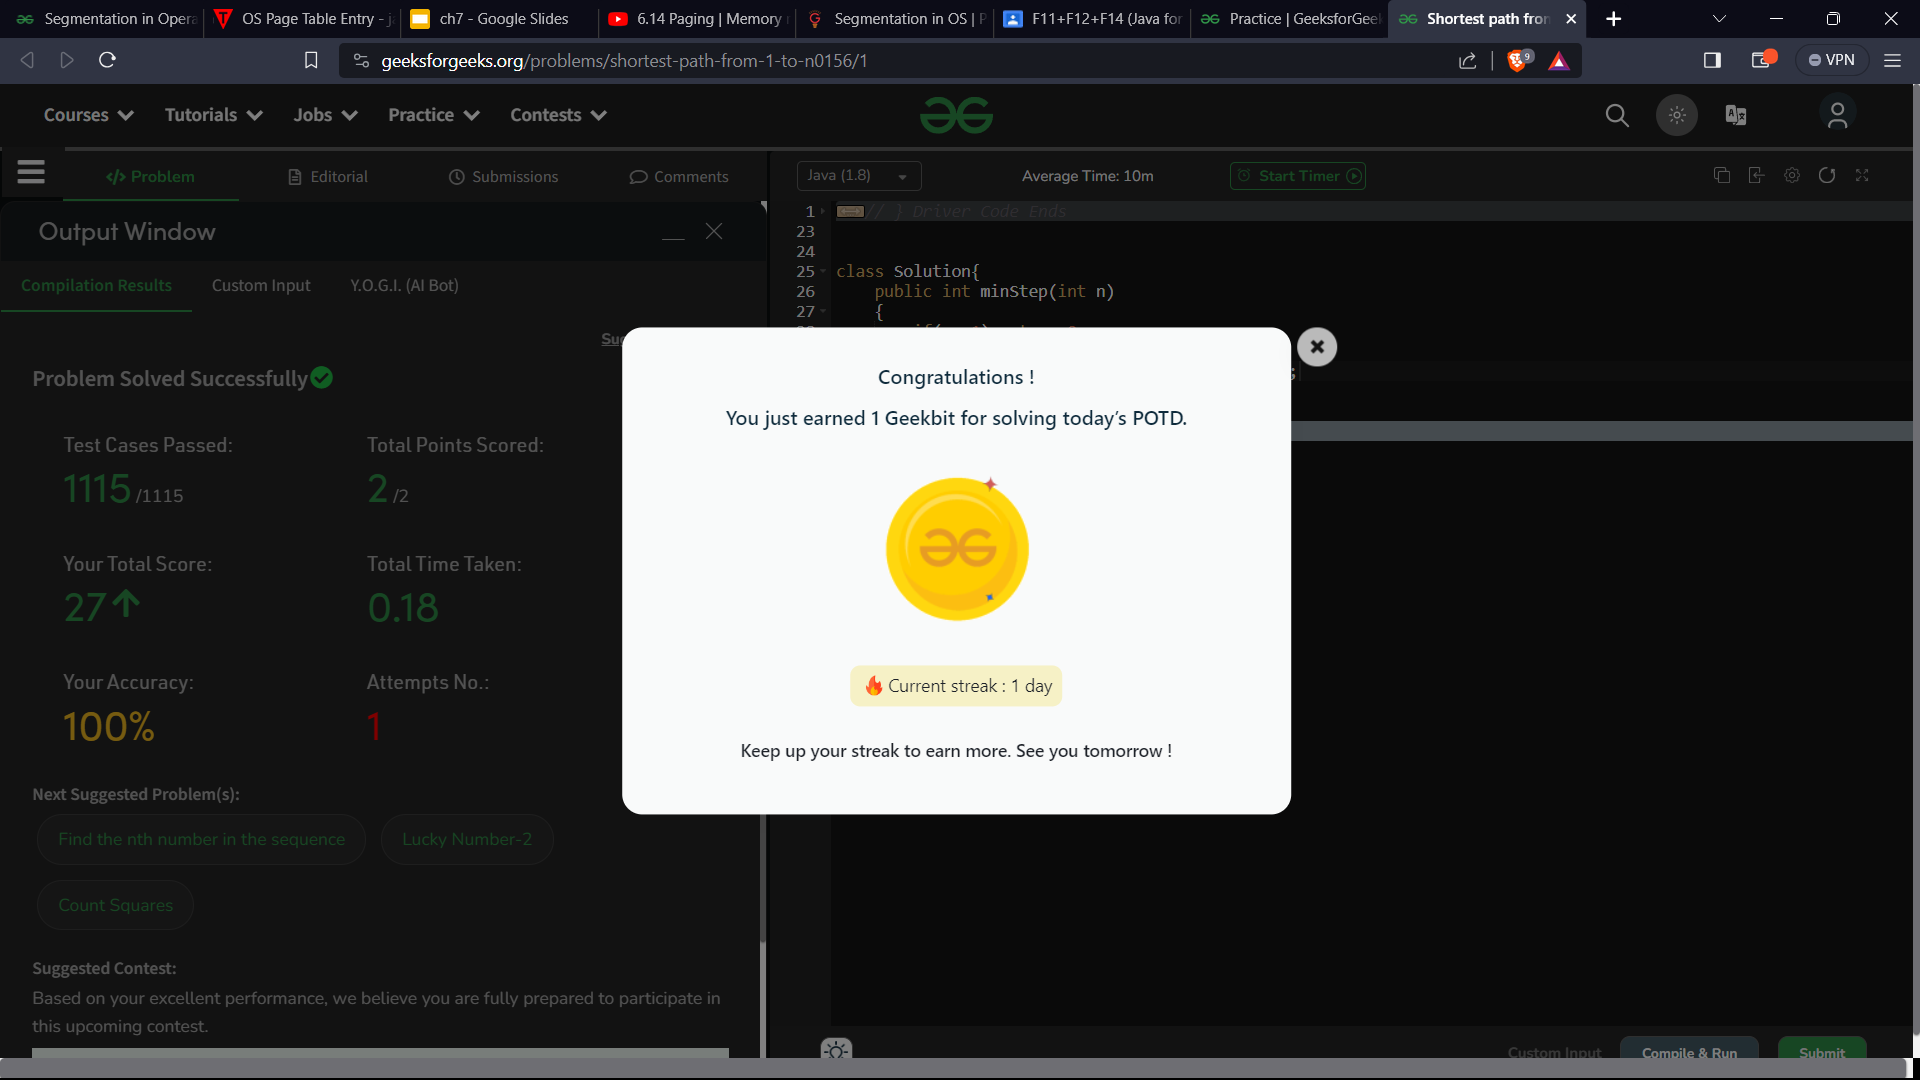 Segmentation in Opera
OS Page Table Entry - j
ch7 - Google Slides
6.14 Paging | Memory
Segmentation in OS | P
F11+F12+F14 (Java for
Practice | GeeksforGee
Shortest path fro
geeksforgeeks.org/problems/shortest-path-from-1-to-n0156/1
9
VPN
Courses
Tutorials
Jobs
Practice
Contests
</> Problem
Editorial
Submissions
Comments
Java (1.8)
Average Time: 10m
Start Timer
Output Window
Compilation Results
Custom Input
Y.O.G.I. (AI Bot)
Problem Solved Successfully
Test Cases Passed:
1115 /1115
Total Points Scored:
2 /2
Your Total Score:
27
Total Time Taken:
0.18
Your Accuracy:
100%
Attempts No.:
1
Next Suggested Problem(s):
Find the nth number in the sequence
Lucky Number-2
Count Squares
Suggested Contest:
Based on your excellent performance, we believe you are fully prepared to participate in
this upcoming contest.
1 // } Driver Code Ends
23
24
25 class Solution{
26 public int minStep(int n)
27 {
;
Congratulations !
You just earned 1 Geekbit for solving today's POTD.
Current streak : 1 day
Keep up your streak to earn more. See you tomorrow !
Custom Input
Compile & Run
Submit